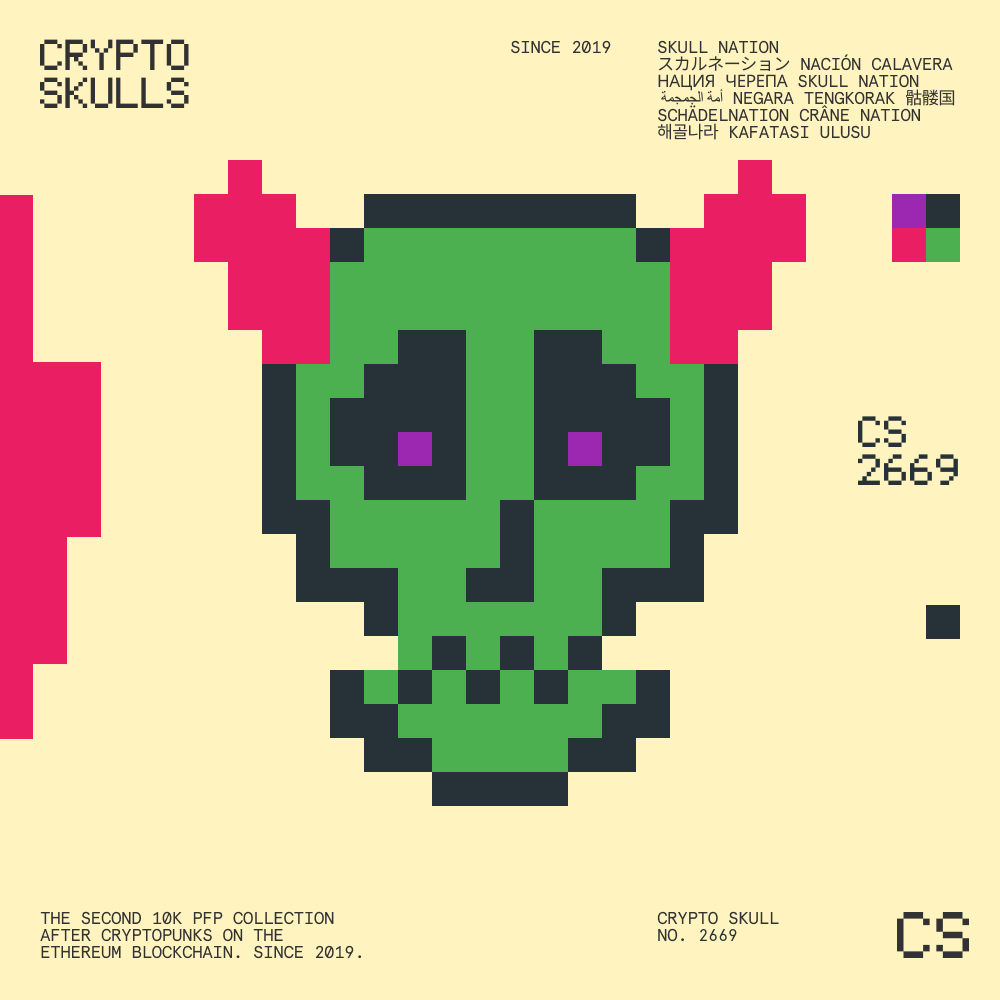 CRYPTO
SKULLS
SINCE 2019
SKULL NATION
スカルネーション NACIÓN CALAVERA
НАЦИЯ ЧЕРЕПА SKULL NATION
أمة الجمجمة NEGARA TENGKORAK 骷髅国
SCHÄDELNATION CRÂNE NATION
해골나라 KAFATASI ULUSU
CS
2669
THE SECOND 10K PFP COLLECTION
AFTER CRYPTOPUNKS ON THE
ETHEREUM BLOCKCHAIN. SINCE 2019.
CRYPTO SKULL
NO. 2669
CS